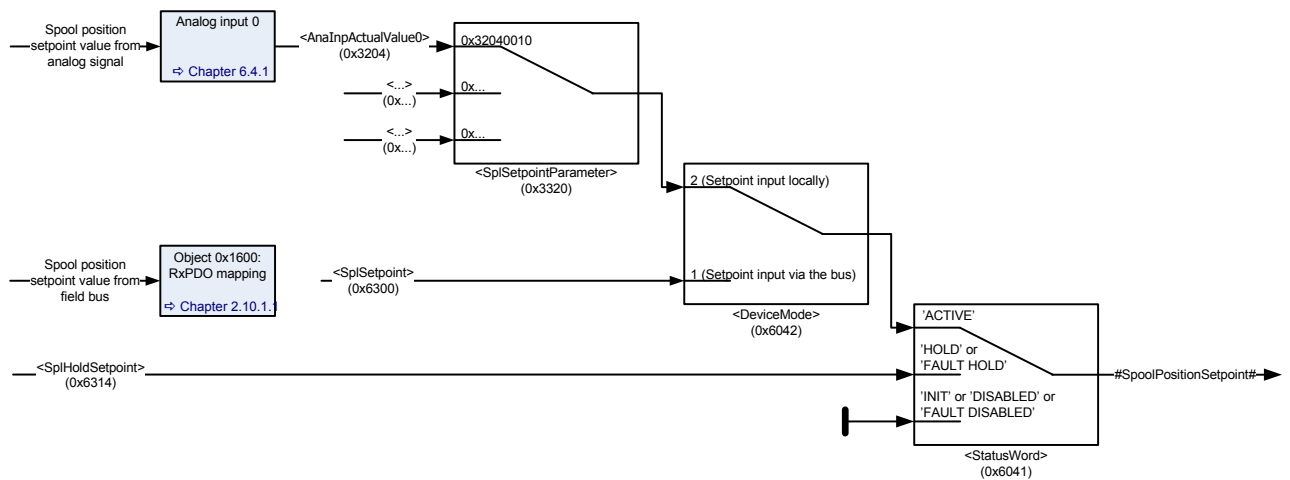 Spool position
setpoint value from
analog signal
Analog input 0
⇨ Chapter 6.4.1
<AnaInpActualValue0>
(0x3204)
0x32040010
<...>
(0x...)
0x...
<...>
(0x...)
0x...
<SplSetpointParameter>
(0x3320)
2 (Setpoint input locally)
Spool position
setpoint value from
field bus
Object 0x1600:
RxPDO mapping
⇨ Chapter 2.10.1.1
<SplSetpoint>
(0x6300)
1 (Setpoint input via the bus)
<DeviceMode>
(0x6042)
'ACTIVE'
<SplHoldSetpoint>
(0x6314)
'HOLD' or
'FAULT HOLD'
#SpoolPositionSetpoint#
'INIT' or 'DISABLED' or
'FAULT DISABLED'
<StatusWord>
(0x6041)